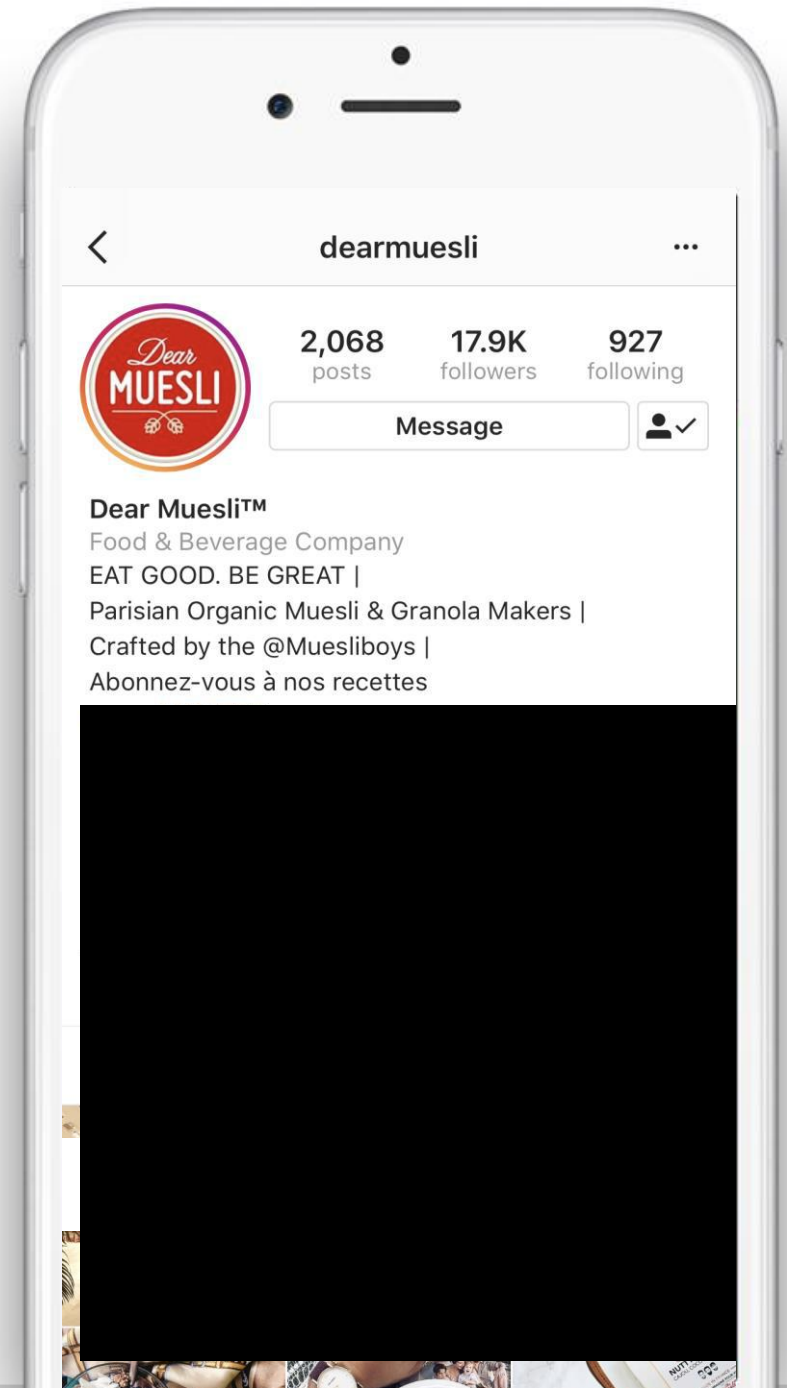 dearmuesli
Dear
MUESLI
2,068 17.9K 927
posts followers following
Message
Dear Muesli™
Food & Beverage Company
EAT GOOD. BE GREAT |
Parisian Organic Muesli & Granola Makers |
Crafted by the @Muesliboys |
Abonnez-vous à nos recettes
NUTT